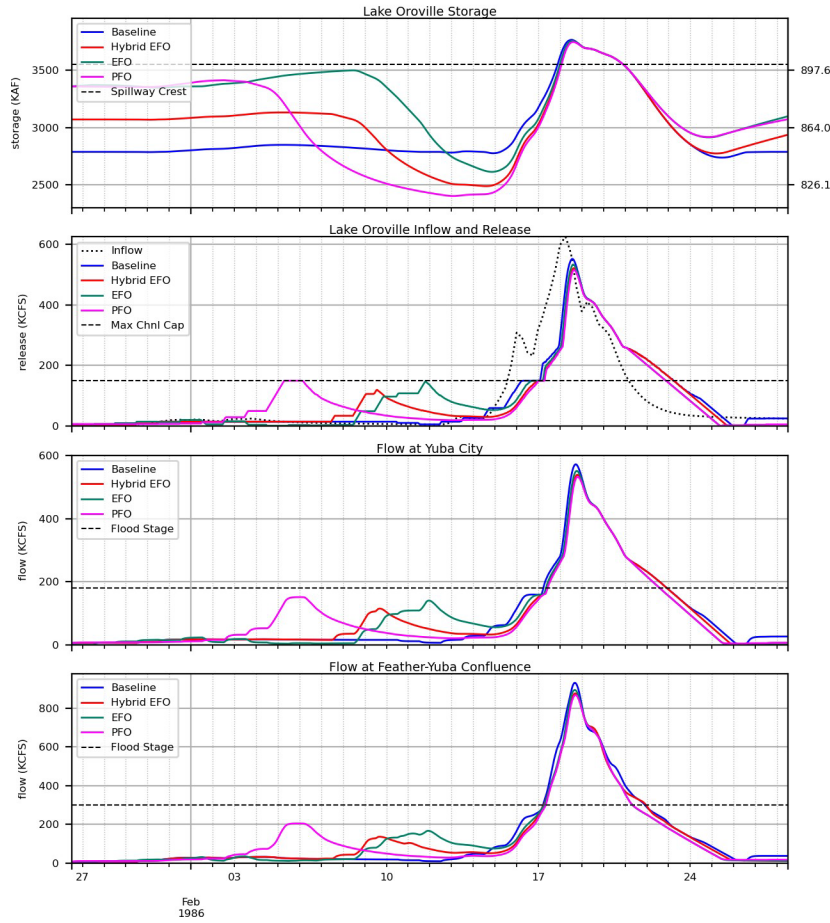 Lake Oroville Storage
Baseline
Hybrid EFO
EFO
PFO
Spillway Crest
storage (KAF)
3500
3000
2500
897.6
864.0
826.1
Lake Oroville Inflow and Release
Inflow
Baseline
Hybrid EFO
EFO
PFO
Max Chnl Cap
release (KCFS)
600
400
200
0
Flow at Yuba City
Baseline
Hybrid EFO
EFO
PFO
Flood Stage
flow (KCFS)
600
400
200
0
Flow at Feather-Yuba Confluence
Baseline
Hybrid EFO
EFO
PFO
Flood Stage
flow (KCFS)
800
600
400
200
0
27 03 10 17 24
Feb
1986